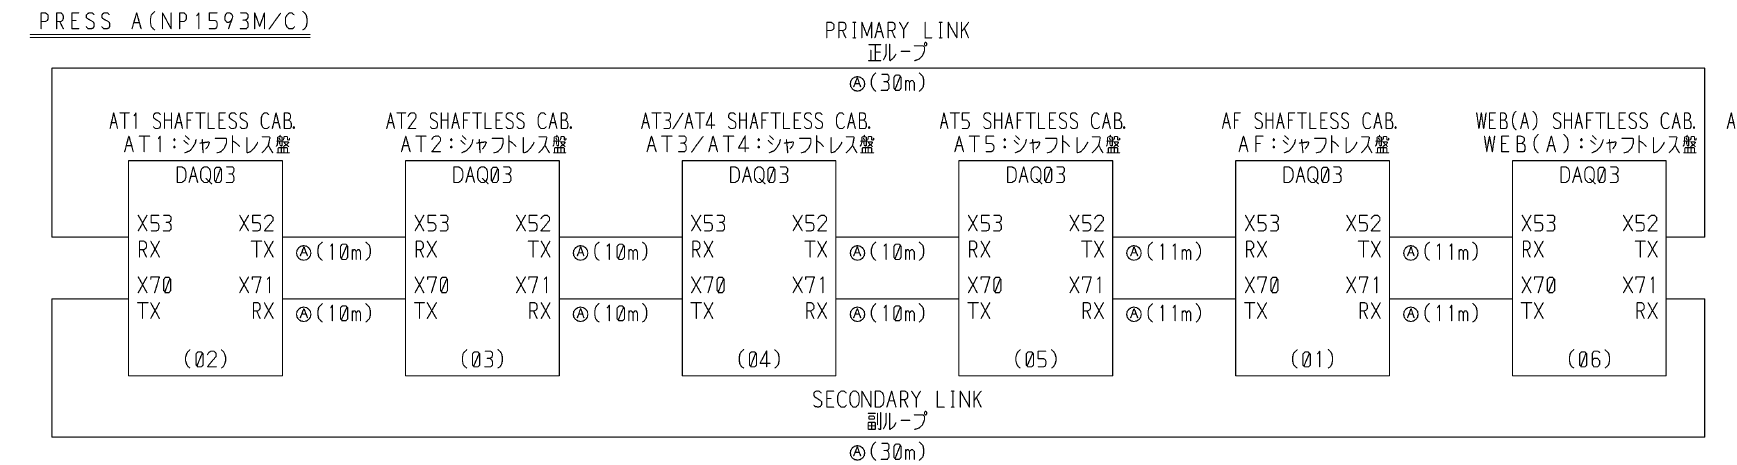 PRESS A(NP1593M/C)
PRIMARY LINK
正ループ
Ⓐ(30m)
AT1 SHAFTLESS CAB.
AT1:シャフトレス盤
AT2 SHAFTLESS CAB.
AT2:シャフトレス盤
AT3/AT4 SHAFTLESS CAB.
AT3/AT4:シャフトレス盤
AT5 SHAFTLESS CAB.
AT5:シャフトレス盤
AF SHAFTLESS CAB.
AF:シャフトレス盤
WEB(A) SHAFTLESS CAB.
WEB(A):シャフトレス盤
A
DAQ03
X53 X52
RX TX
X70 X71
TX RX
(02)
Ⓐ(10m)
Ⓐ(10m)
DAQ03
X53 X52
RX TX
X70 X71
TX RX
(03)
Ⓐ(10m)
Ⓐ(10m)
DAQ03
X53 X52
RX TX
X70 X71
TX RX
(04)
Ⓐ(10m)
Ⓐ(10m)
DAQ03
X53 X52
RX TX
X70 X71
TX RX
(05)
Ⓐ(11m)
Ⓐ(11m)
DAQ03
X53 X52
RX TX
X70 X71
TX RX
(01)
Ⓐ(11m)
Ⓐ(11m)
DAQ03
X53 X52
RX TX
X70 X71
TX RX
(06)
SECONDARY LINK
副ループ
Ⓐ(30m)